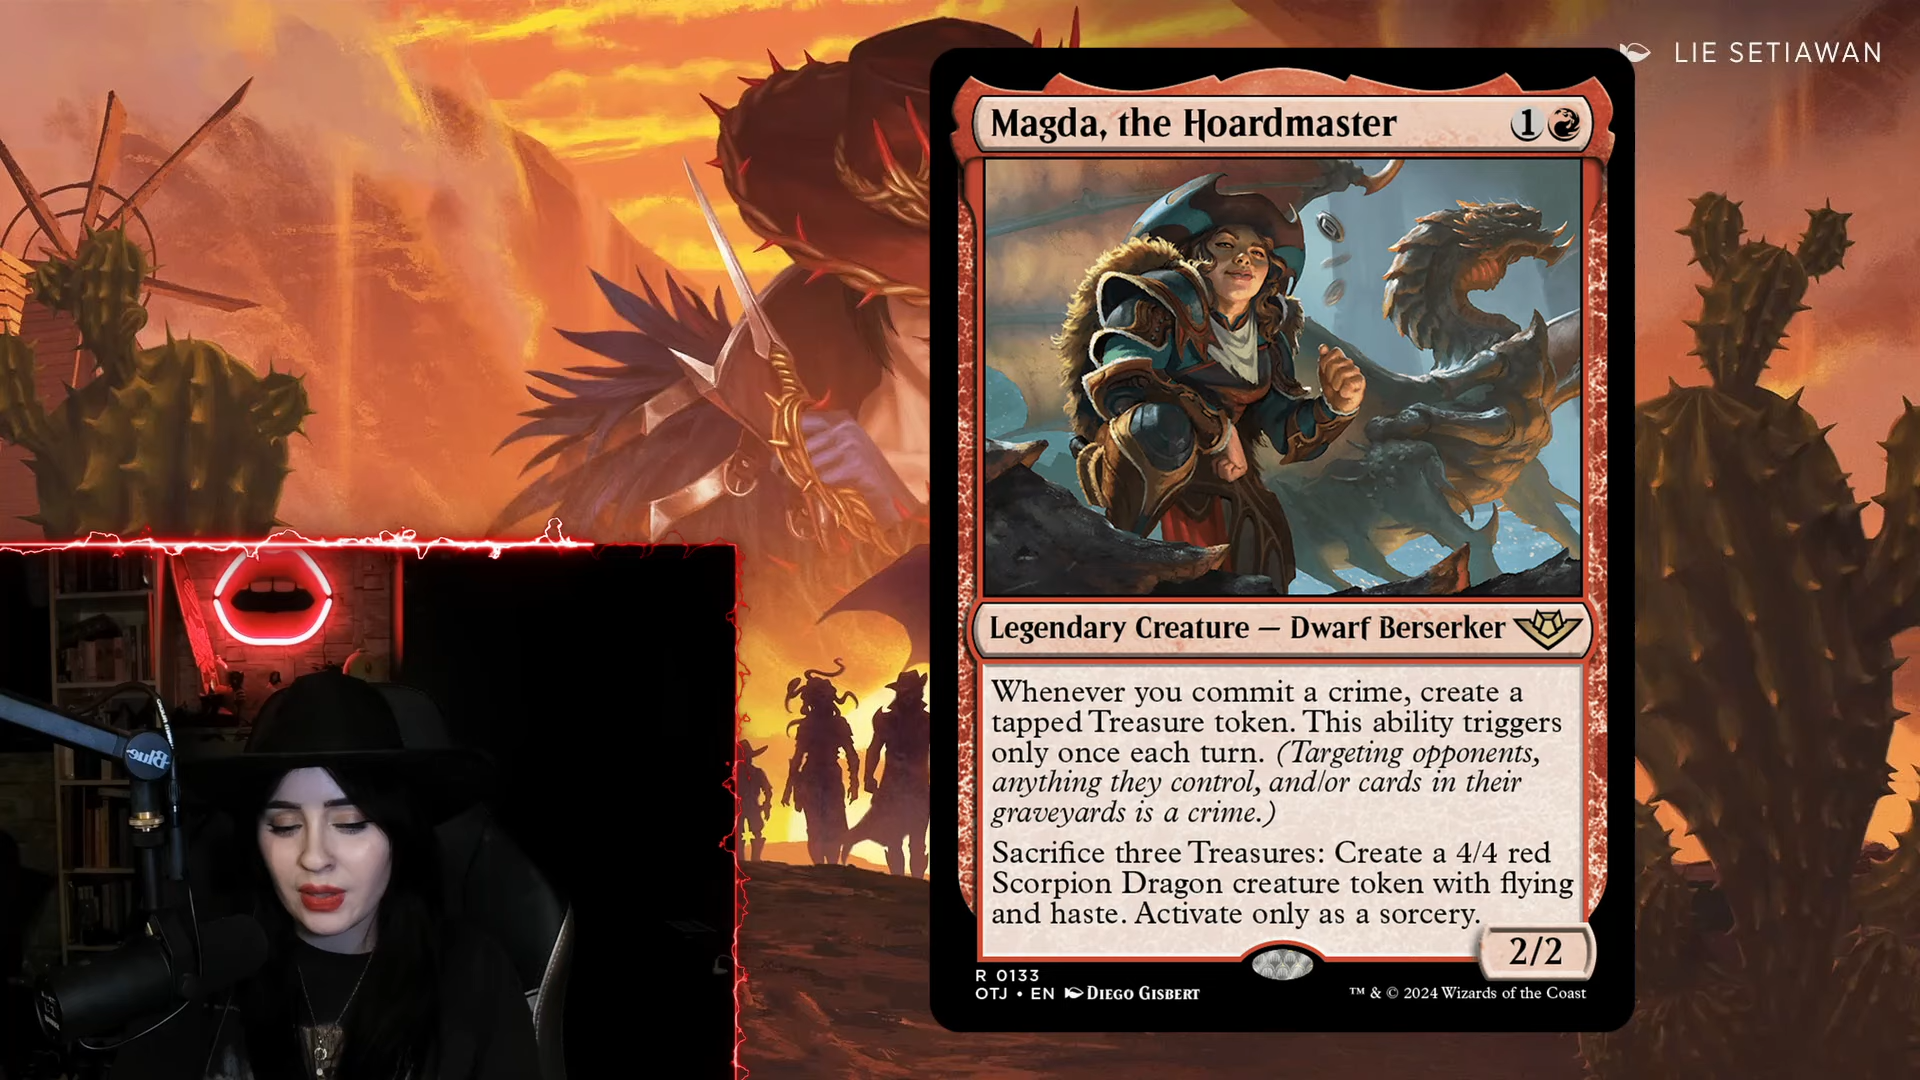 LIE SETIAWAN
Magda, the Hoardmaster 1
Legendary Creature — Dwarf Berserker
Whenever you commit a crime, create a
tapped Treasure token. This ability triggers
only once each turn. (Targeting opponents,
anything they control, and/or cards in their
graveyards is a crime.)
Sacrifice three Treasures: Create a 4/4 red
Scorpion Dragon creature token with flying
and haste. Activate only as a sorcery.
2/2
R 0133
OTJ • EN DIEGO GISBERT
™ & © 2024 Wizards of the Coast
Blue